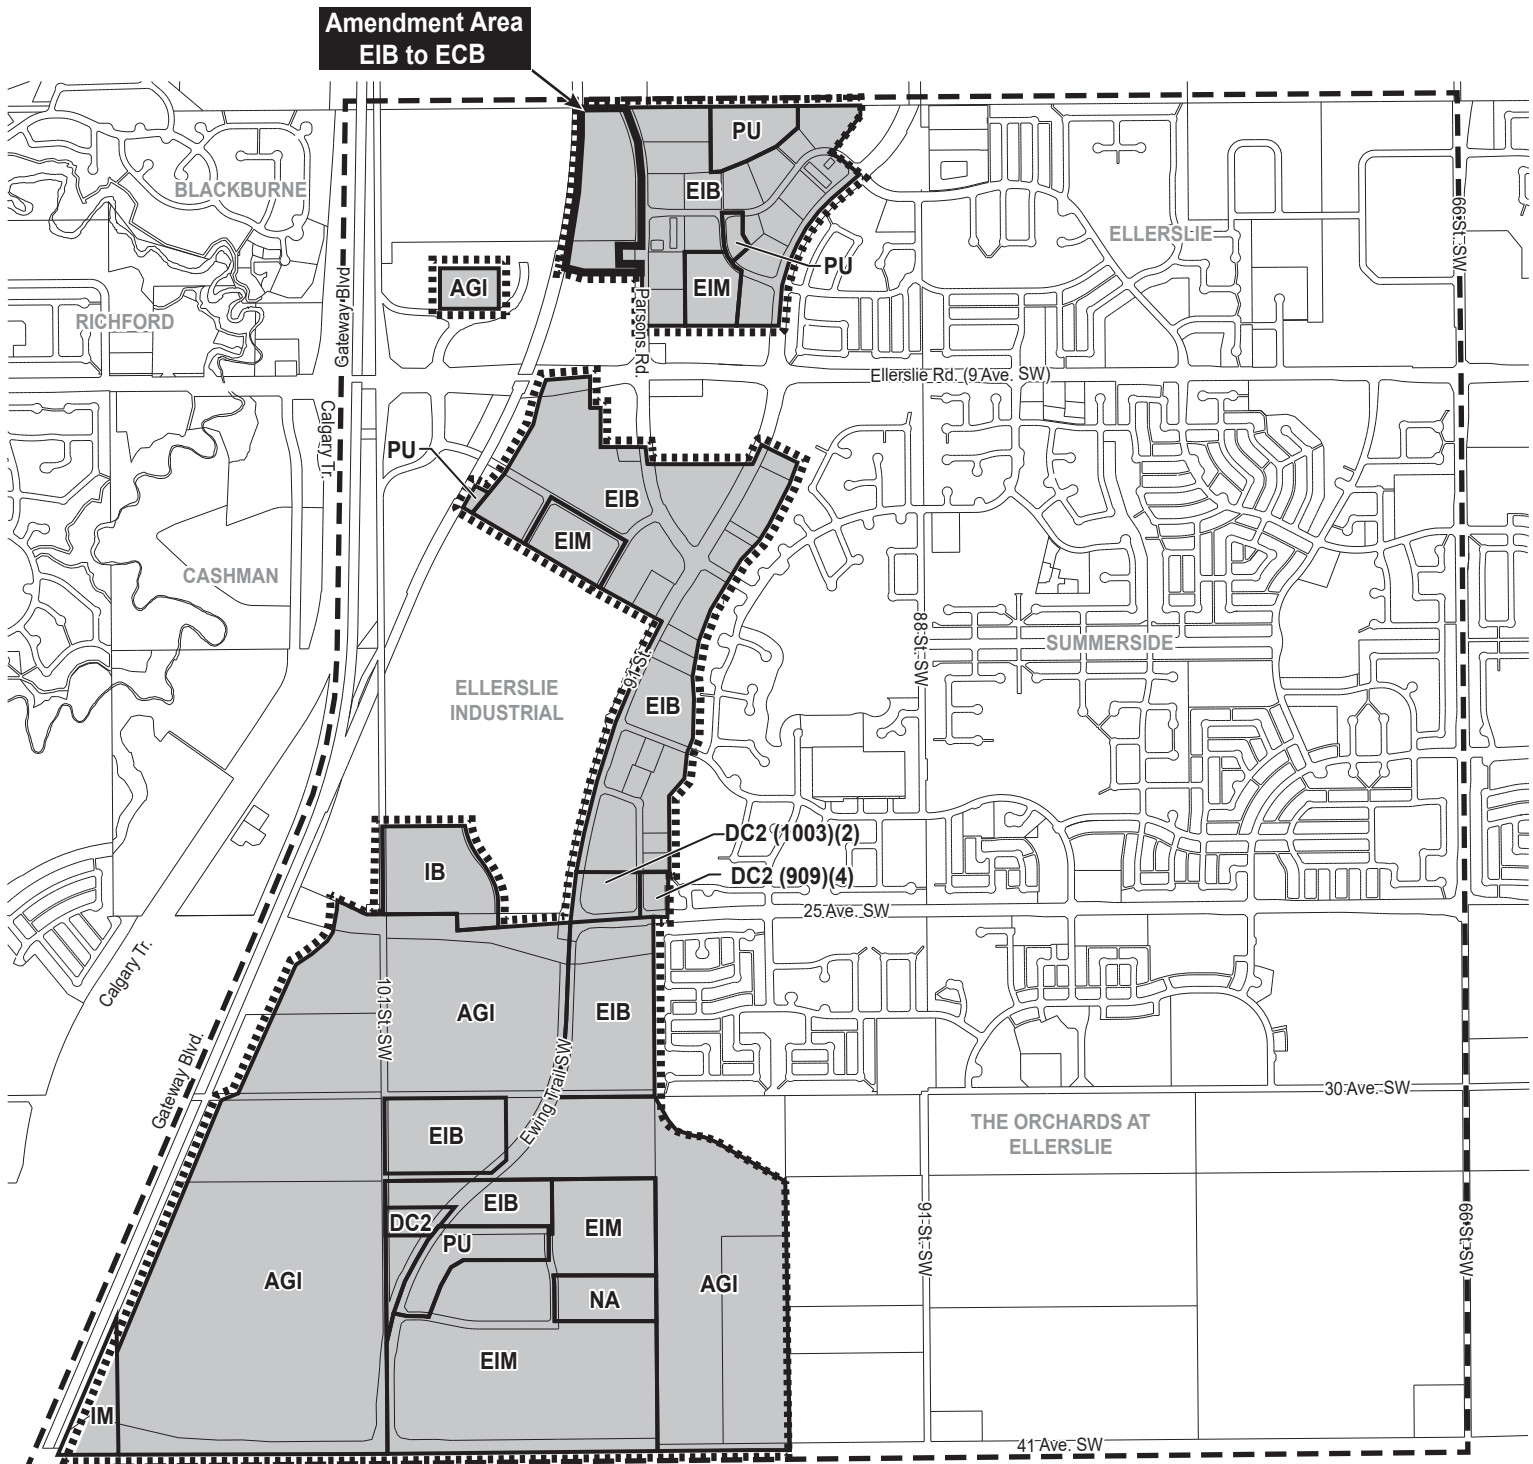 Amendment Area
EIB to ECB
PU
BLACKBURNE
EIB
66 St. SW
ELLERSLIE
PU
AGI
EIM
Gateway Blvd
RICHFORD
Parsons Rd.
Ellerslie Rd. (9 Ave. SW)
Calgary Tr.
PU
EIB
EIM
CASHMAN
88 St. SW
SUMMERSIDE
91 St.
ELLERSLIE
INDUSTRIAL
EIB
DC2 (1003)(2)
IB
DC2 (909)(4)
25 Ave. SW
Calgary Tr.
101 St. SW
AGI
EIB
Gateway Blvd.
Ewing Trail SW
30 Ave. SW
EIB
THE ORCHARDS AT
ELLERSLIE
EIB
DC2
EIM
PU
91 St. SW
66 St. SW
AGI
AGI
NA
EIM
IM
41 Ave. SW